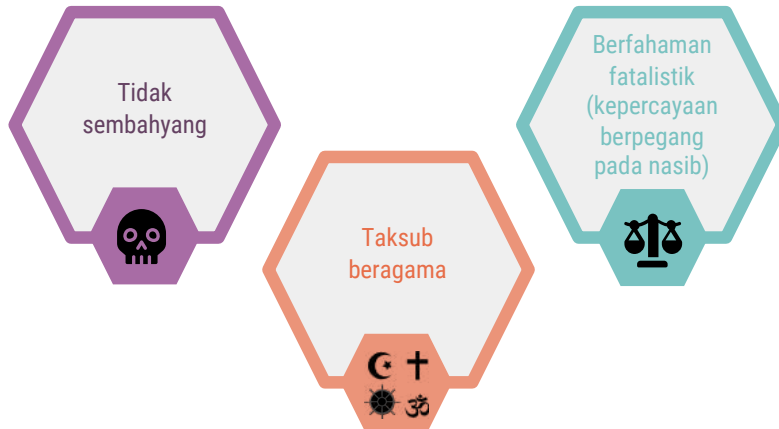 Tidak
sembahyang
Taksub
beragama
Berfahaman
fatalistik
(kepercayaan
berpegang
pada nasib)